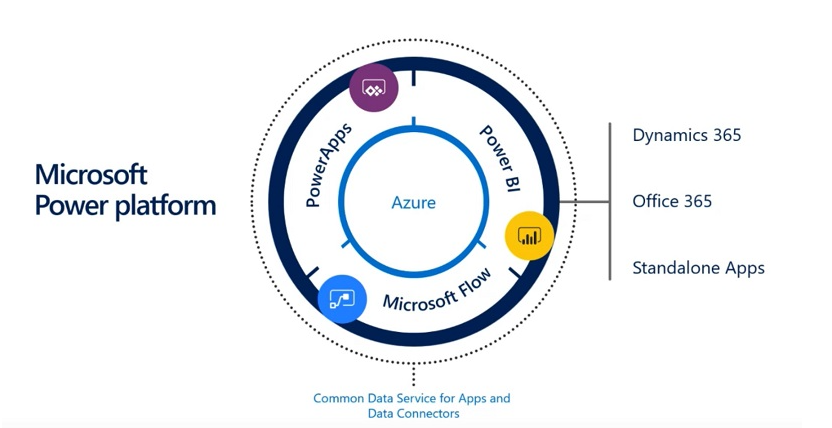 Microsoft
Power platform
PowerApps
Power BI
Microsoft Flow
Azure
Dynamics 365
Office 365
Standalone Apps
Common Data Service for Apps and
Data Connectors